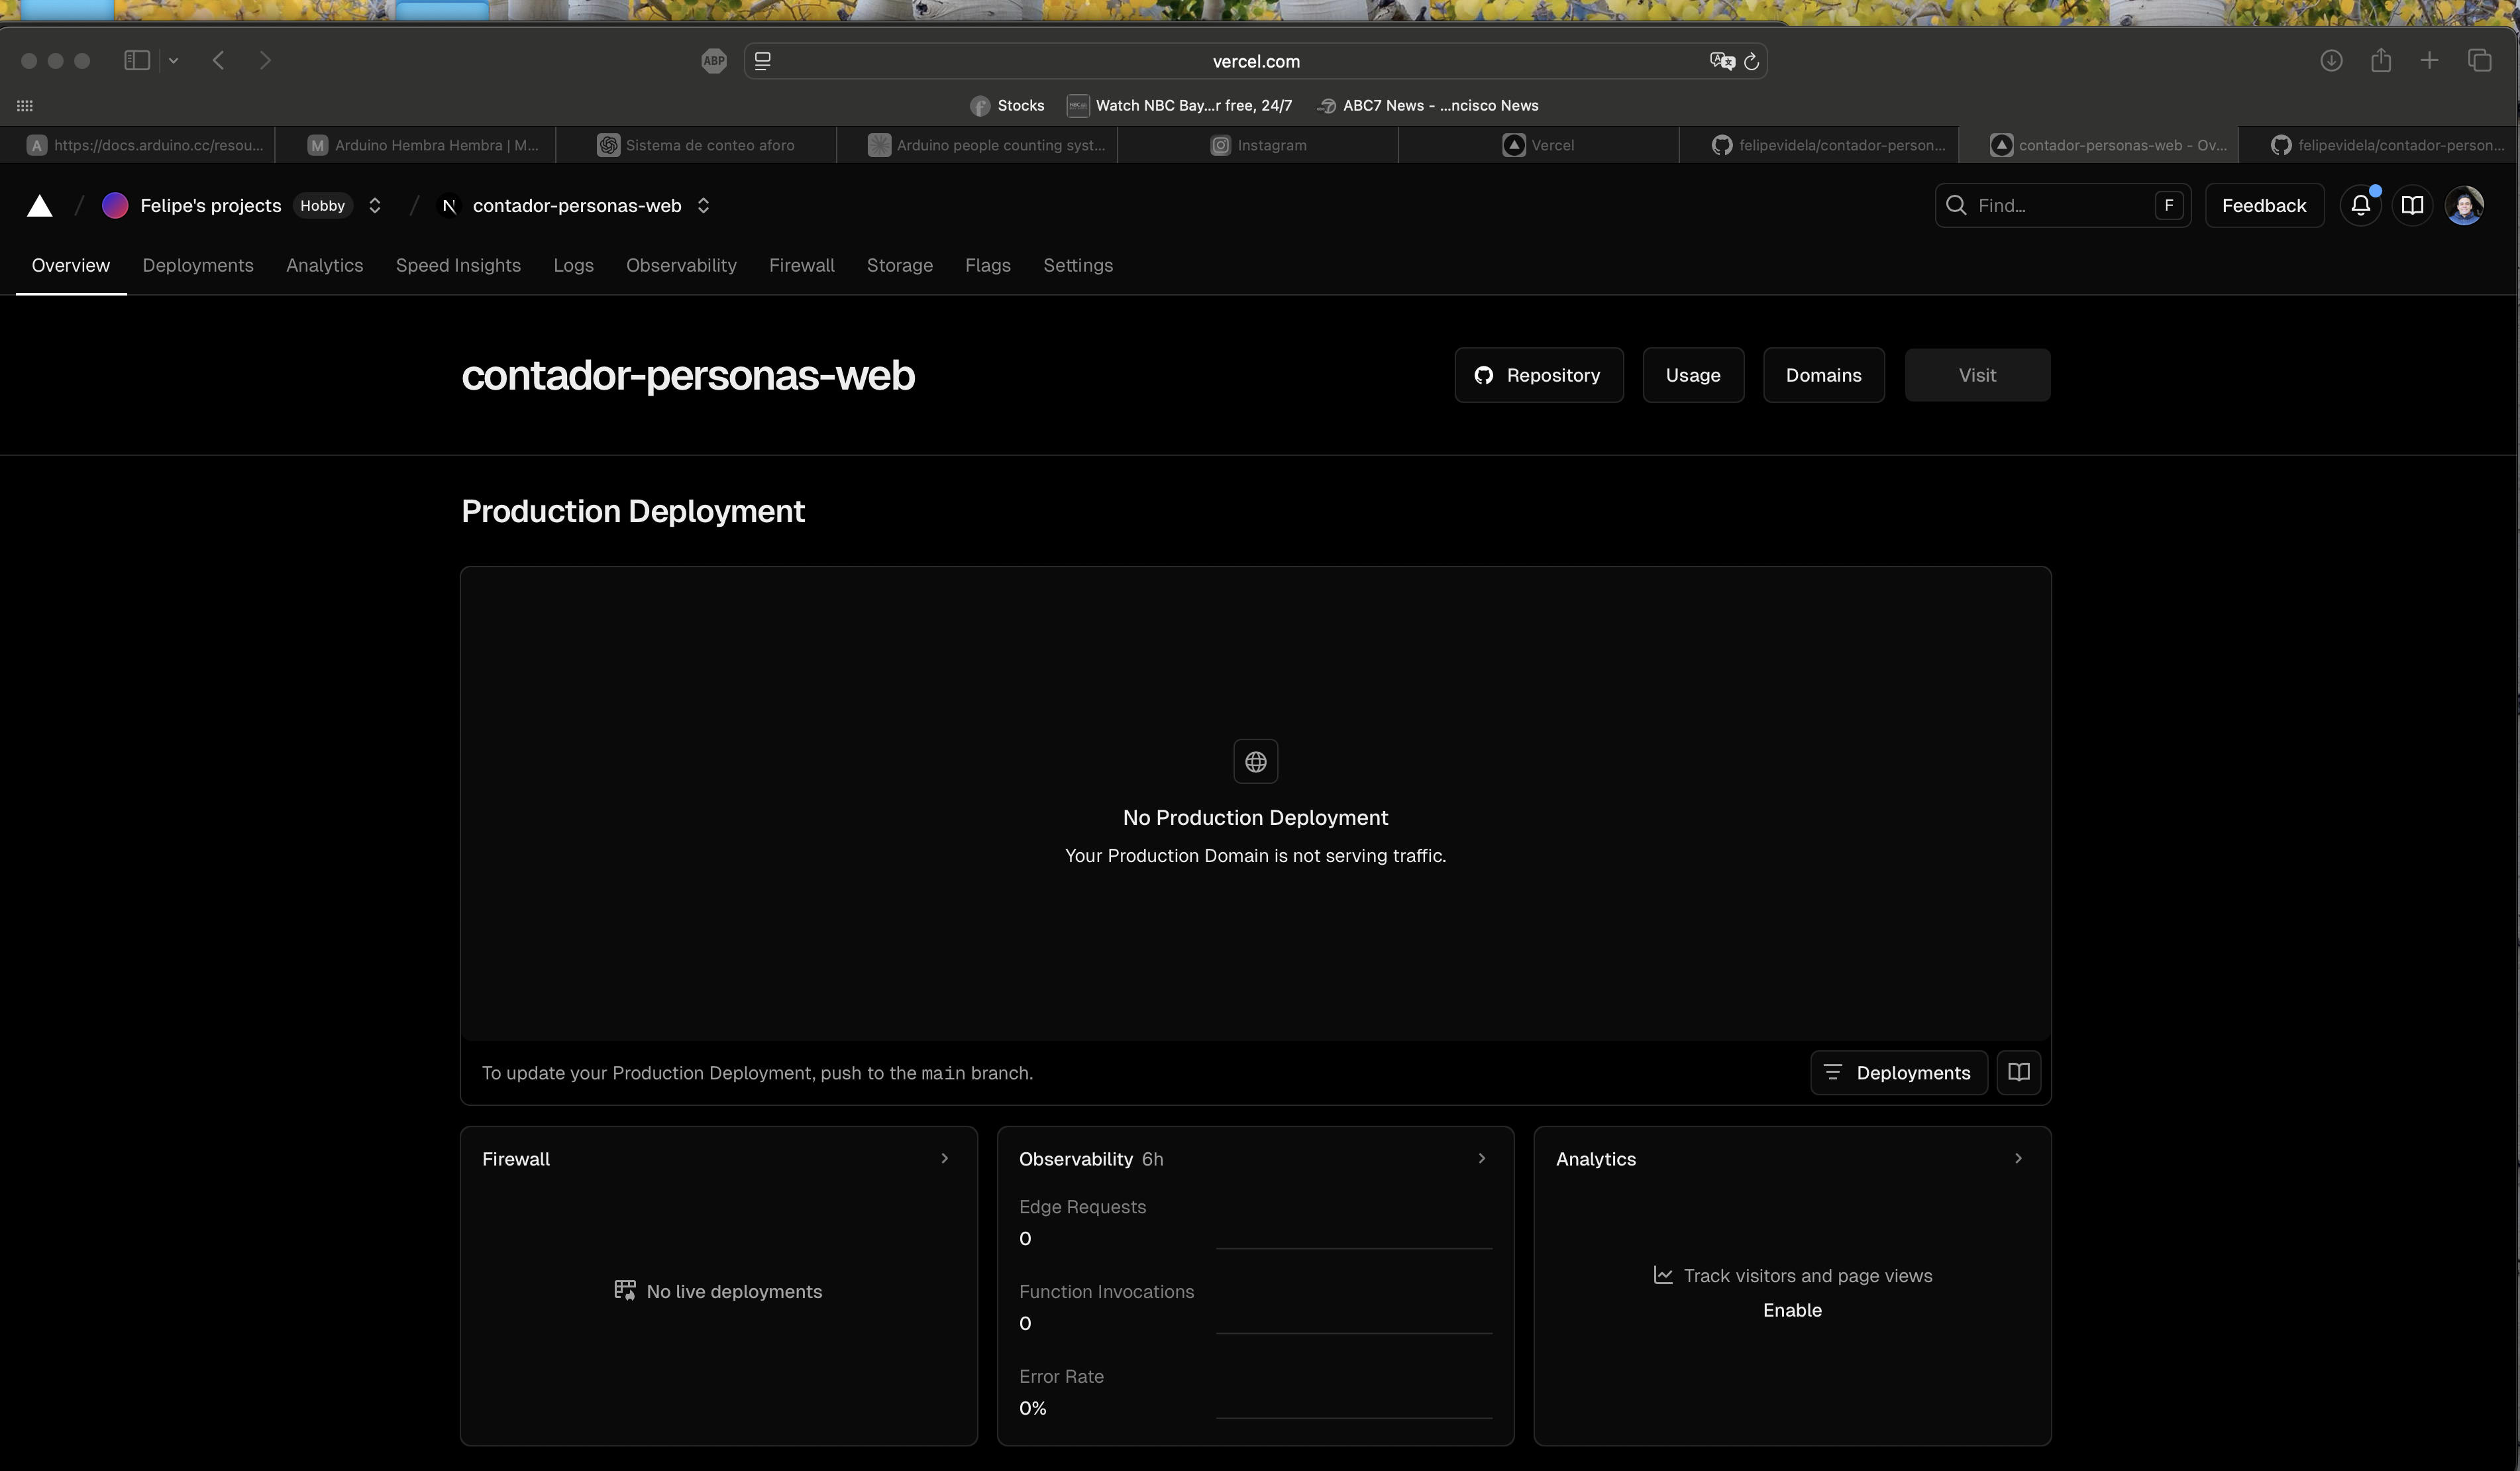 ABP
vercel.com
Stocks
Watch NBC Bay...r free, 24/7
ABC7 News - ...ncisco News
A
https://docs.arduino.cc/resou...
M
Arduino Hembra Hembra | M...
Sistema de conteo aforo
Arduino people counting syst...
Instagram
Vercel
felipevidela/contador-person...
contador-personas-web - Ov...
felipevidela/contador-person...
Felipe's projects
Hobby
N
contador-personas-web
Find...
F
Feedback
Overview
Deployments
Analytics
Speed Insights
Logs
Observability
Firewall
Storage
Flags
Settings
contador-personas-web
Repository
Usage
Domains
Visit
Production Deployment
No Production Deployment
Your Production Domain is not serving traffic.
To update your Production Deployment, push to the main branch.
Deployments
Firewall
No live deployments
Observability 6h
Edge Requests
0
Function Invocations
0
Error Rate
0%
Analytics
Track visitors and page views
Enable